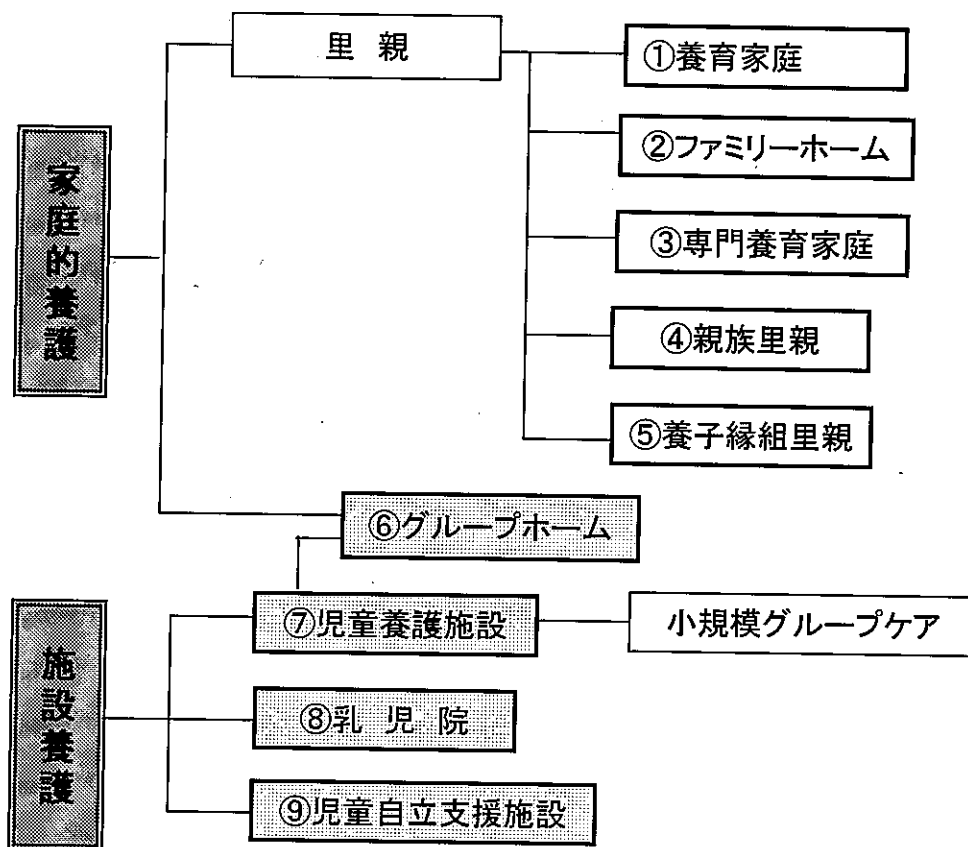 家庭的養護
里親
①養育家庭
②ファミリーホーム
③専門養育家庭
④親族里親
⑤養子縁組里親
⑥グループホーム
施設養護
⑦児童養護施設
小規模グループケア
⑧乳児院
⑨児童自立支援施設